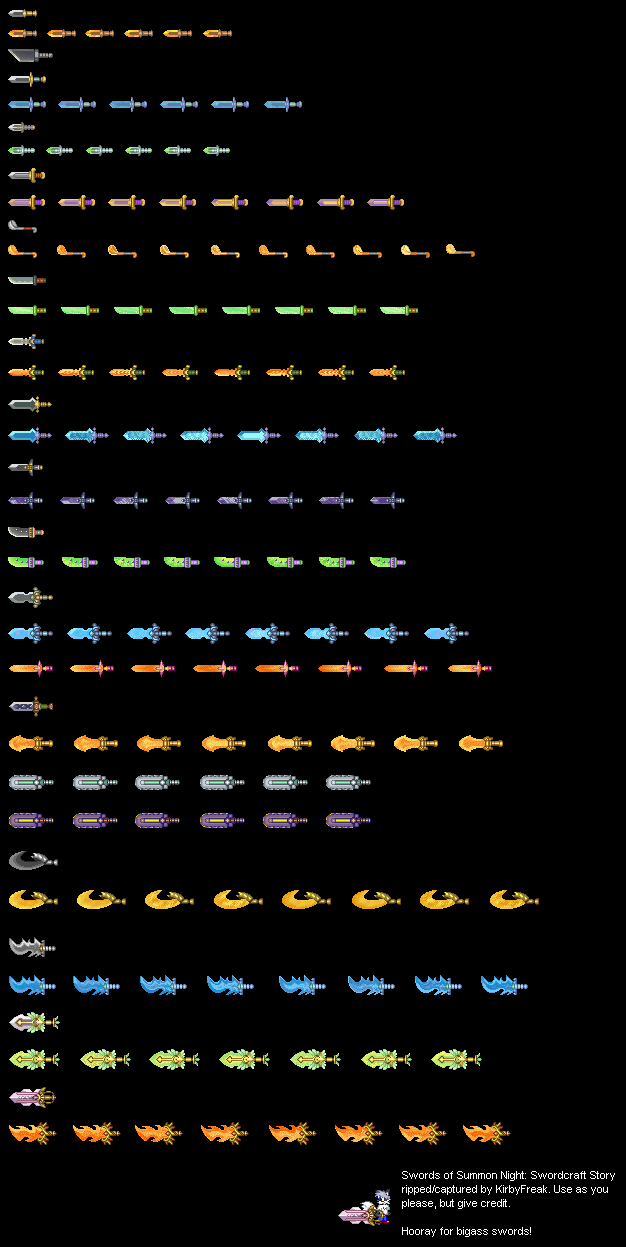 Swords of Summon Night: Swordcraft Story
ripped/captured by KirbyFreak. Use as you
please, but give credit.
Hooray for bigass swords!